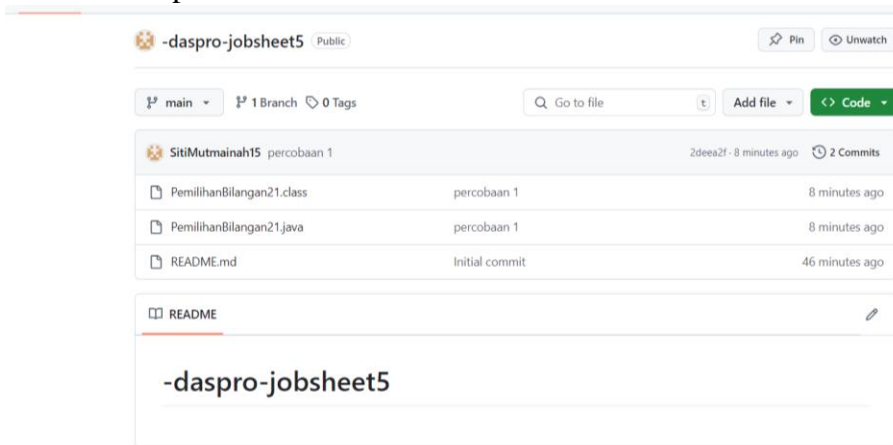 -daspro-jobsheet5 Public Pin Unwatch
main 1 Branch 0 Tags Go to file t Add file Code
SitiMutmainah15 percobaan 1 2deea2f · 8 minutes ago 2 Commits
PemilihanBilangan21.class percobaan 1 8 minutes ago
PemilihanBilangan21.java percobaan 1 8 minutes ago
README.md Initial commit 46 minutes ago
README
-daspro-jobsheet5